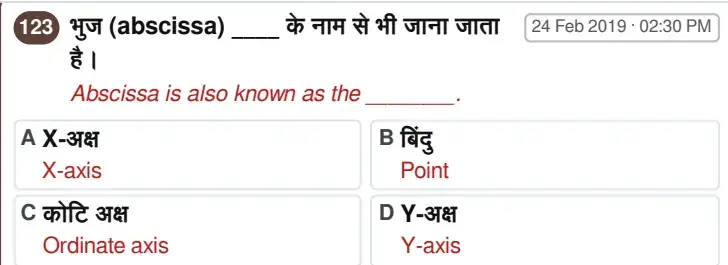 123 भुज (abscissa) ____ के नाम से भी जाना जाता 24 Feb 2019 · 02:30 PM
है।
Abscissa is also known as the ________.
A X-अक्ष B बिंदु
X-axis Point
C कोटि अक्ष D Y-अक्ष
Ordinate axis Y-axis